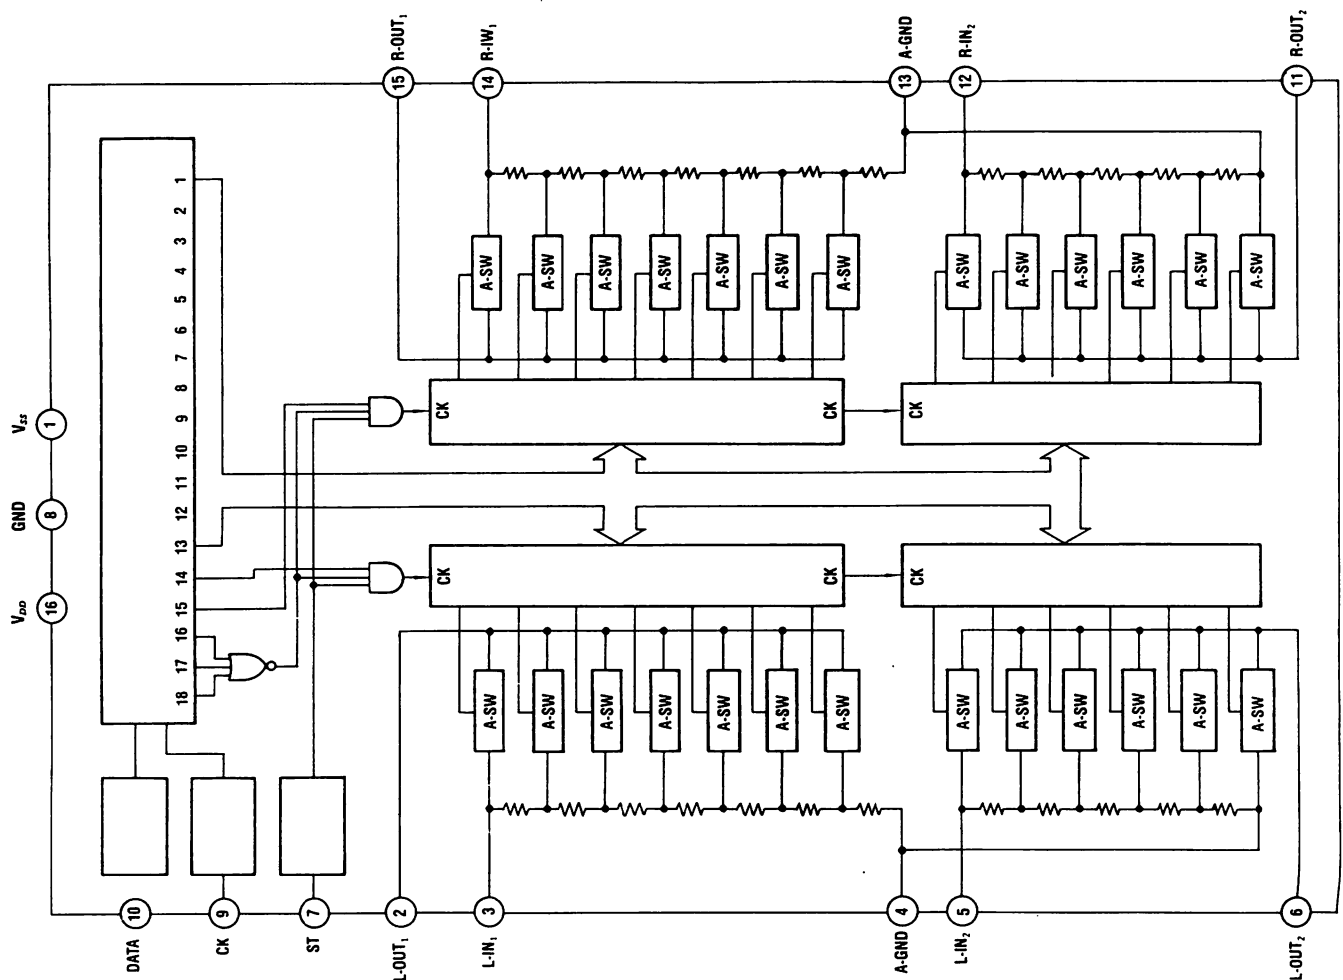 R-OUT₁
R-IW₁
A-GND
R-IN₂
R-OUT₂
15
14
13
12
11
1
2
3
4
5
6
7
8
9
10
11
12
13
14
15
16
17
18
A-SW
A-SW
A-SW
A-SW
A-SW
A-SW
A-SW
A-SW
A-SW
A-SW
A-SW
A-SW
A-SW
CK
CK
V_SS
1
GND
8
V_DD
16
CK
CK
CK
CK
A-SW
A-SW
A-SW
A-SW
A-SW
A-SW
A-SW
A-SW
A-SW
A-SW
A-SW
A-SW
A-SW
10
9
7
2
3
4
5
6
DATA
CK
ST
L-OUT₁
L-IN₁
A-GND
L-IN₂
L-OUT₂